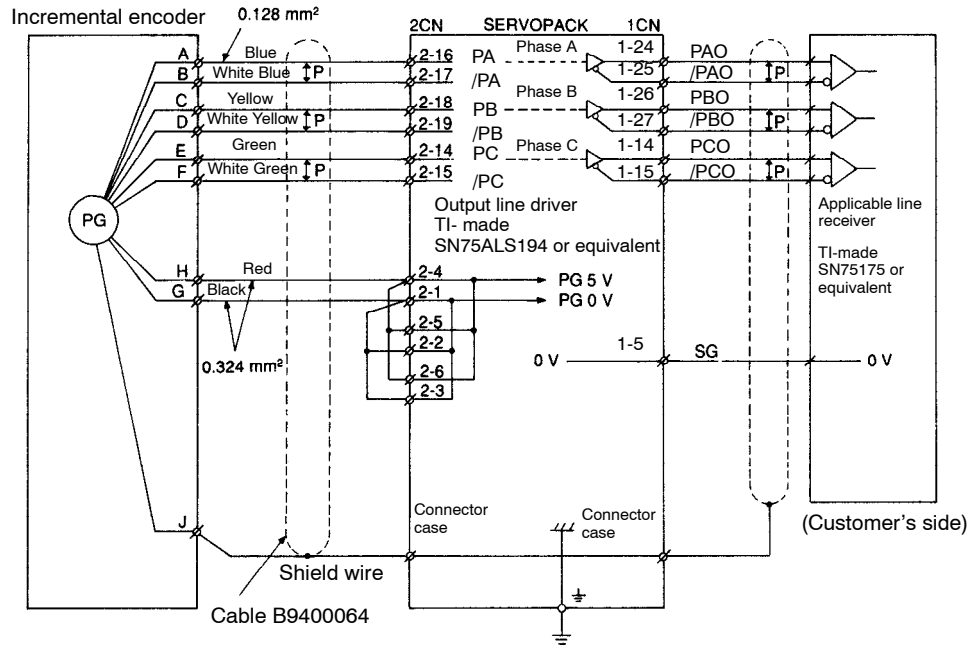 Incremental encoder
0.128 mm²
2CN SERVOPACK 1CN
A Blue 2-16 PA Phase A 1-24 PAO
B White Blue P 2-17 /PA 1-25 /PAO P
C Yellow 2-18 PB Phase B 1-26 PBO
D White Yellow P 2-19 /PB 1-27 /PBO P
E Green 2-14 PC Phase C 1-14 PCO
F White Green P 2-15 /PC 1-15 /PCO P
PG
Output line driver
TI- made
SN75ALS194 or equivalent
Applicable line
receiver
TI-made
SN75175 or
equivalent
H Red 2-4 PG 5 V
G Black 2-1 PG 0 V
2-5
2-2
2-6
2-3
0.324 mm²
0 V 1-5 SG 0 V
J
Connector
case
Connector
case
(Customer's side)
Shield wire
Cable B9400064